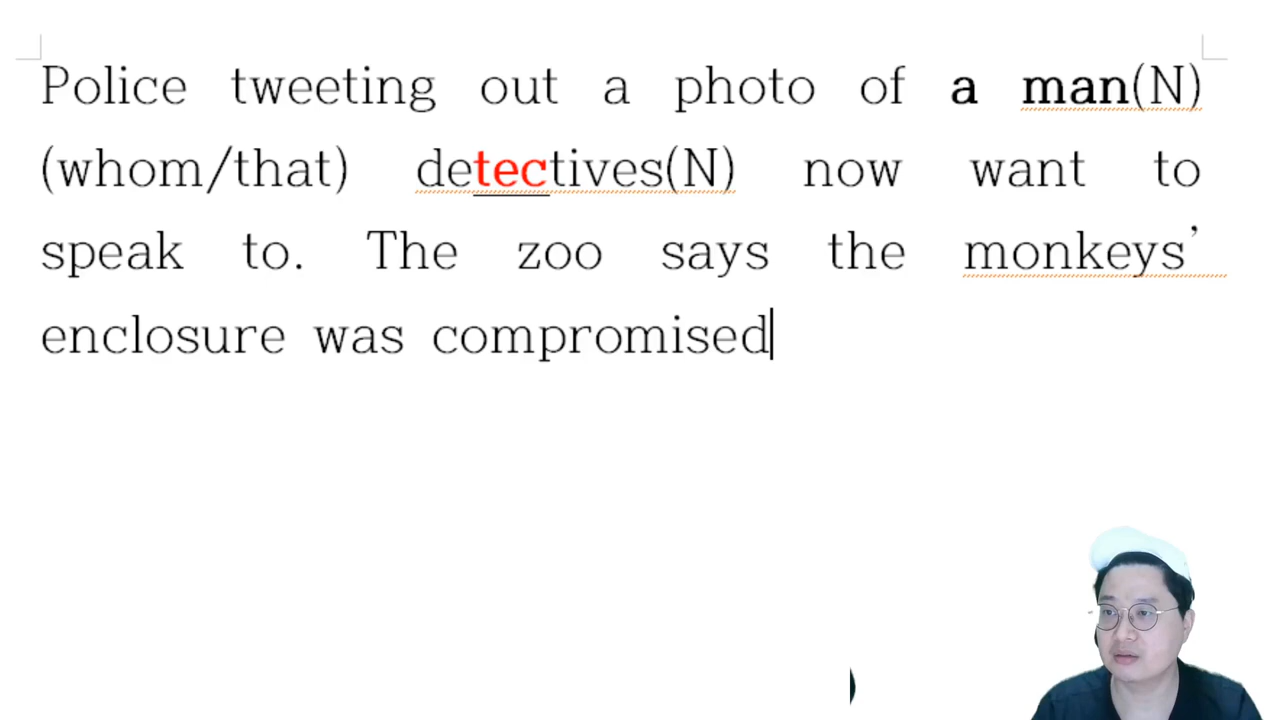 Police tweeting out a photo of a man(N)
(whom/that) detectives(N) now want to
speak to. The zoo says the monkeys’
enclosure was compromised